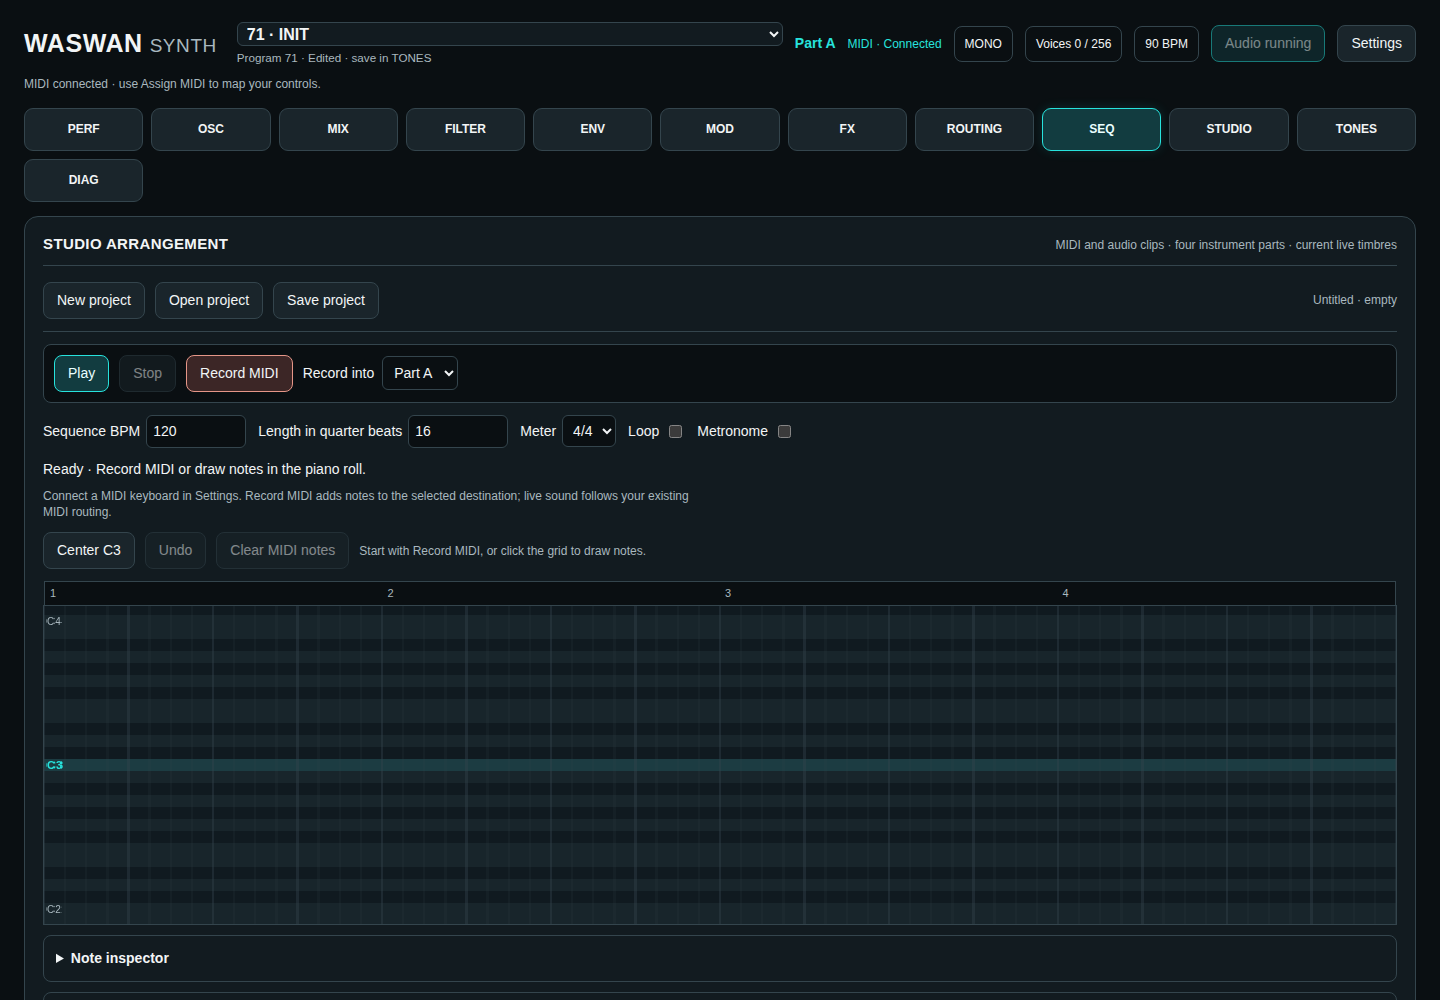 WASWAN SYNTH
71 · INIT
Program 71 · Edited · save in TONES
Part A
MIDI · Connected
MONO
Voices 0 / 256
90 BPM
Audio running
Settings
MIDI connected · use Assign MIDI to map your controls.
PERF
OSC
MIX
FILTER
ENV
MOD
FX
ROUTING
SEQ
STUDIO
TONES
DIAG
STUDIO ARRANGEMENT
MIDI and audio clips · four instrument parts · current live timbres
New project
Open project
Save project
Untitled · empty
Play
Stop
Record MIDI
Record into
Part A
Sequence BPM
120
Length in quarter beats
16
Meter
4/4
Loop
Metronome
Ready · Record MIDI or draw notes in the piano roll.
Connect a MIDI keyboard in Settings. Record MIDI adds notes to the selected destination; live sound follows your existing
MIDI routing.
Center C3
Undo
Clear MIDI notes
Start with Record MIDI, or click the grid to draw notes.
1
2
3
4
C4
C3
C2
Note inspector